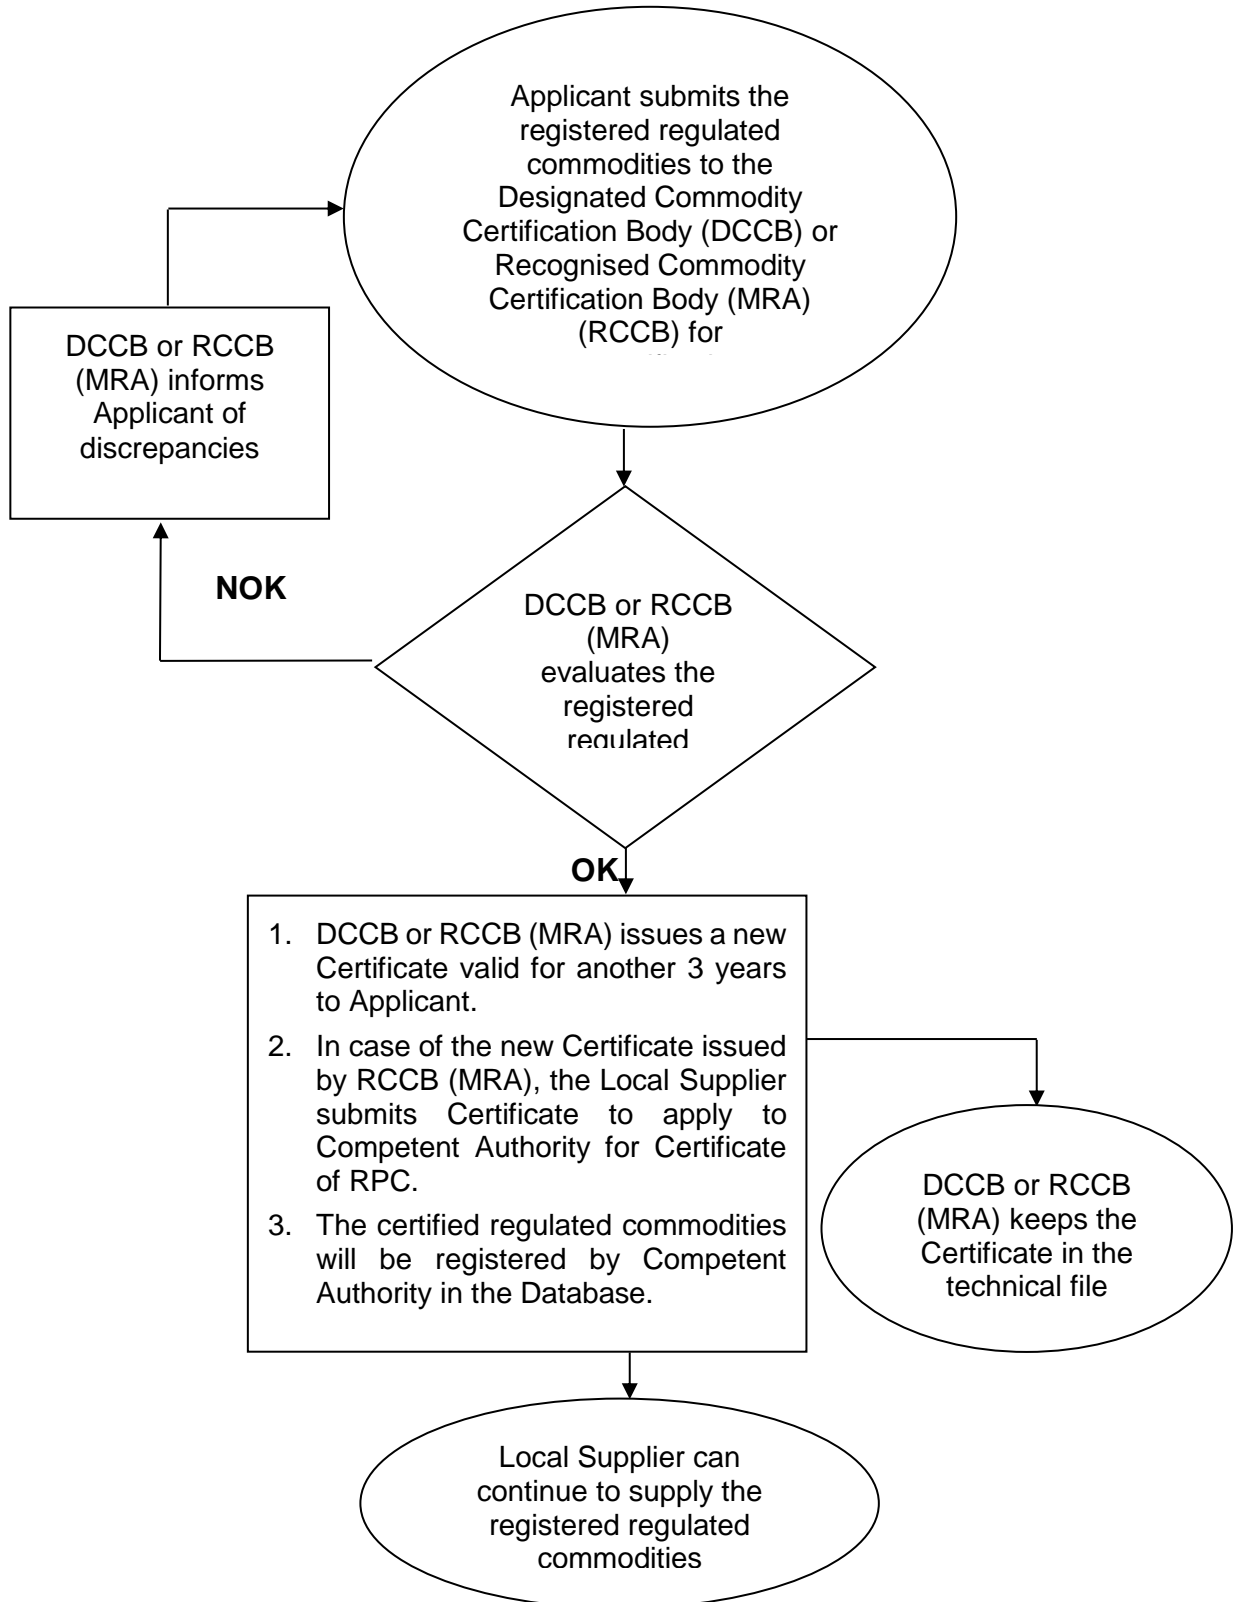 Applicant submits the
registered regulated
commodities to the
Designated Commodity
Certification Body (DCCB) or
Recognised Commodity
Certification Body (MRA)
(RCCB) for
DCCB or RCCB
(MRA) informs
Applicant of
discrepancies
NOK
DCCB or RCCB
(MRA)
evaluates the
registered
regulated
OK
1. DCCB or RCCB (MRA) issues a new
Certificate valid for another 3 years
to Applicant.
2. In case of the new Certificate issued
by RCCB (MRA), the Local Supplier
submits Certificate to apply to
Competent Authority for Certificate
of RPC.
3. The certified regulated commodities
will be registered by Competent
Authority in the Database.
DCCB or RCCB
(MRA) keeps the
Certificate in the
technical file
Local Supplier can
continue to supply the
registered regulated
commodities